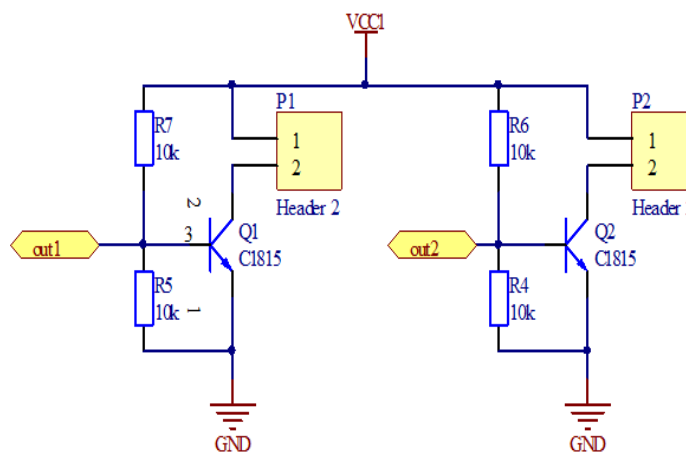 VCC1
P1
P2
R7
10k
1
2
R6
10k
1
2
Header 2
Header
2
3
Q1
C1815
out1
out2
Q2
C1815
R5
10k
1
R4
10k
GND
GND